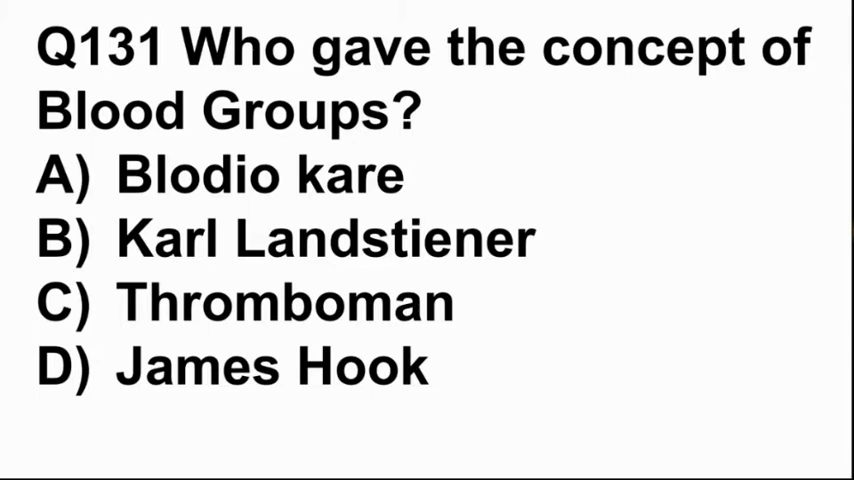 Q131 Who gave the concept of
Blood Groups?
A) Blodio kare
B) Karl Landstiener
C) Thromboman
D) James Hook